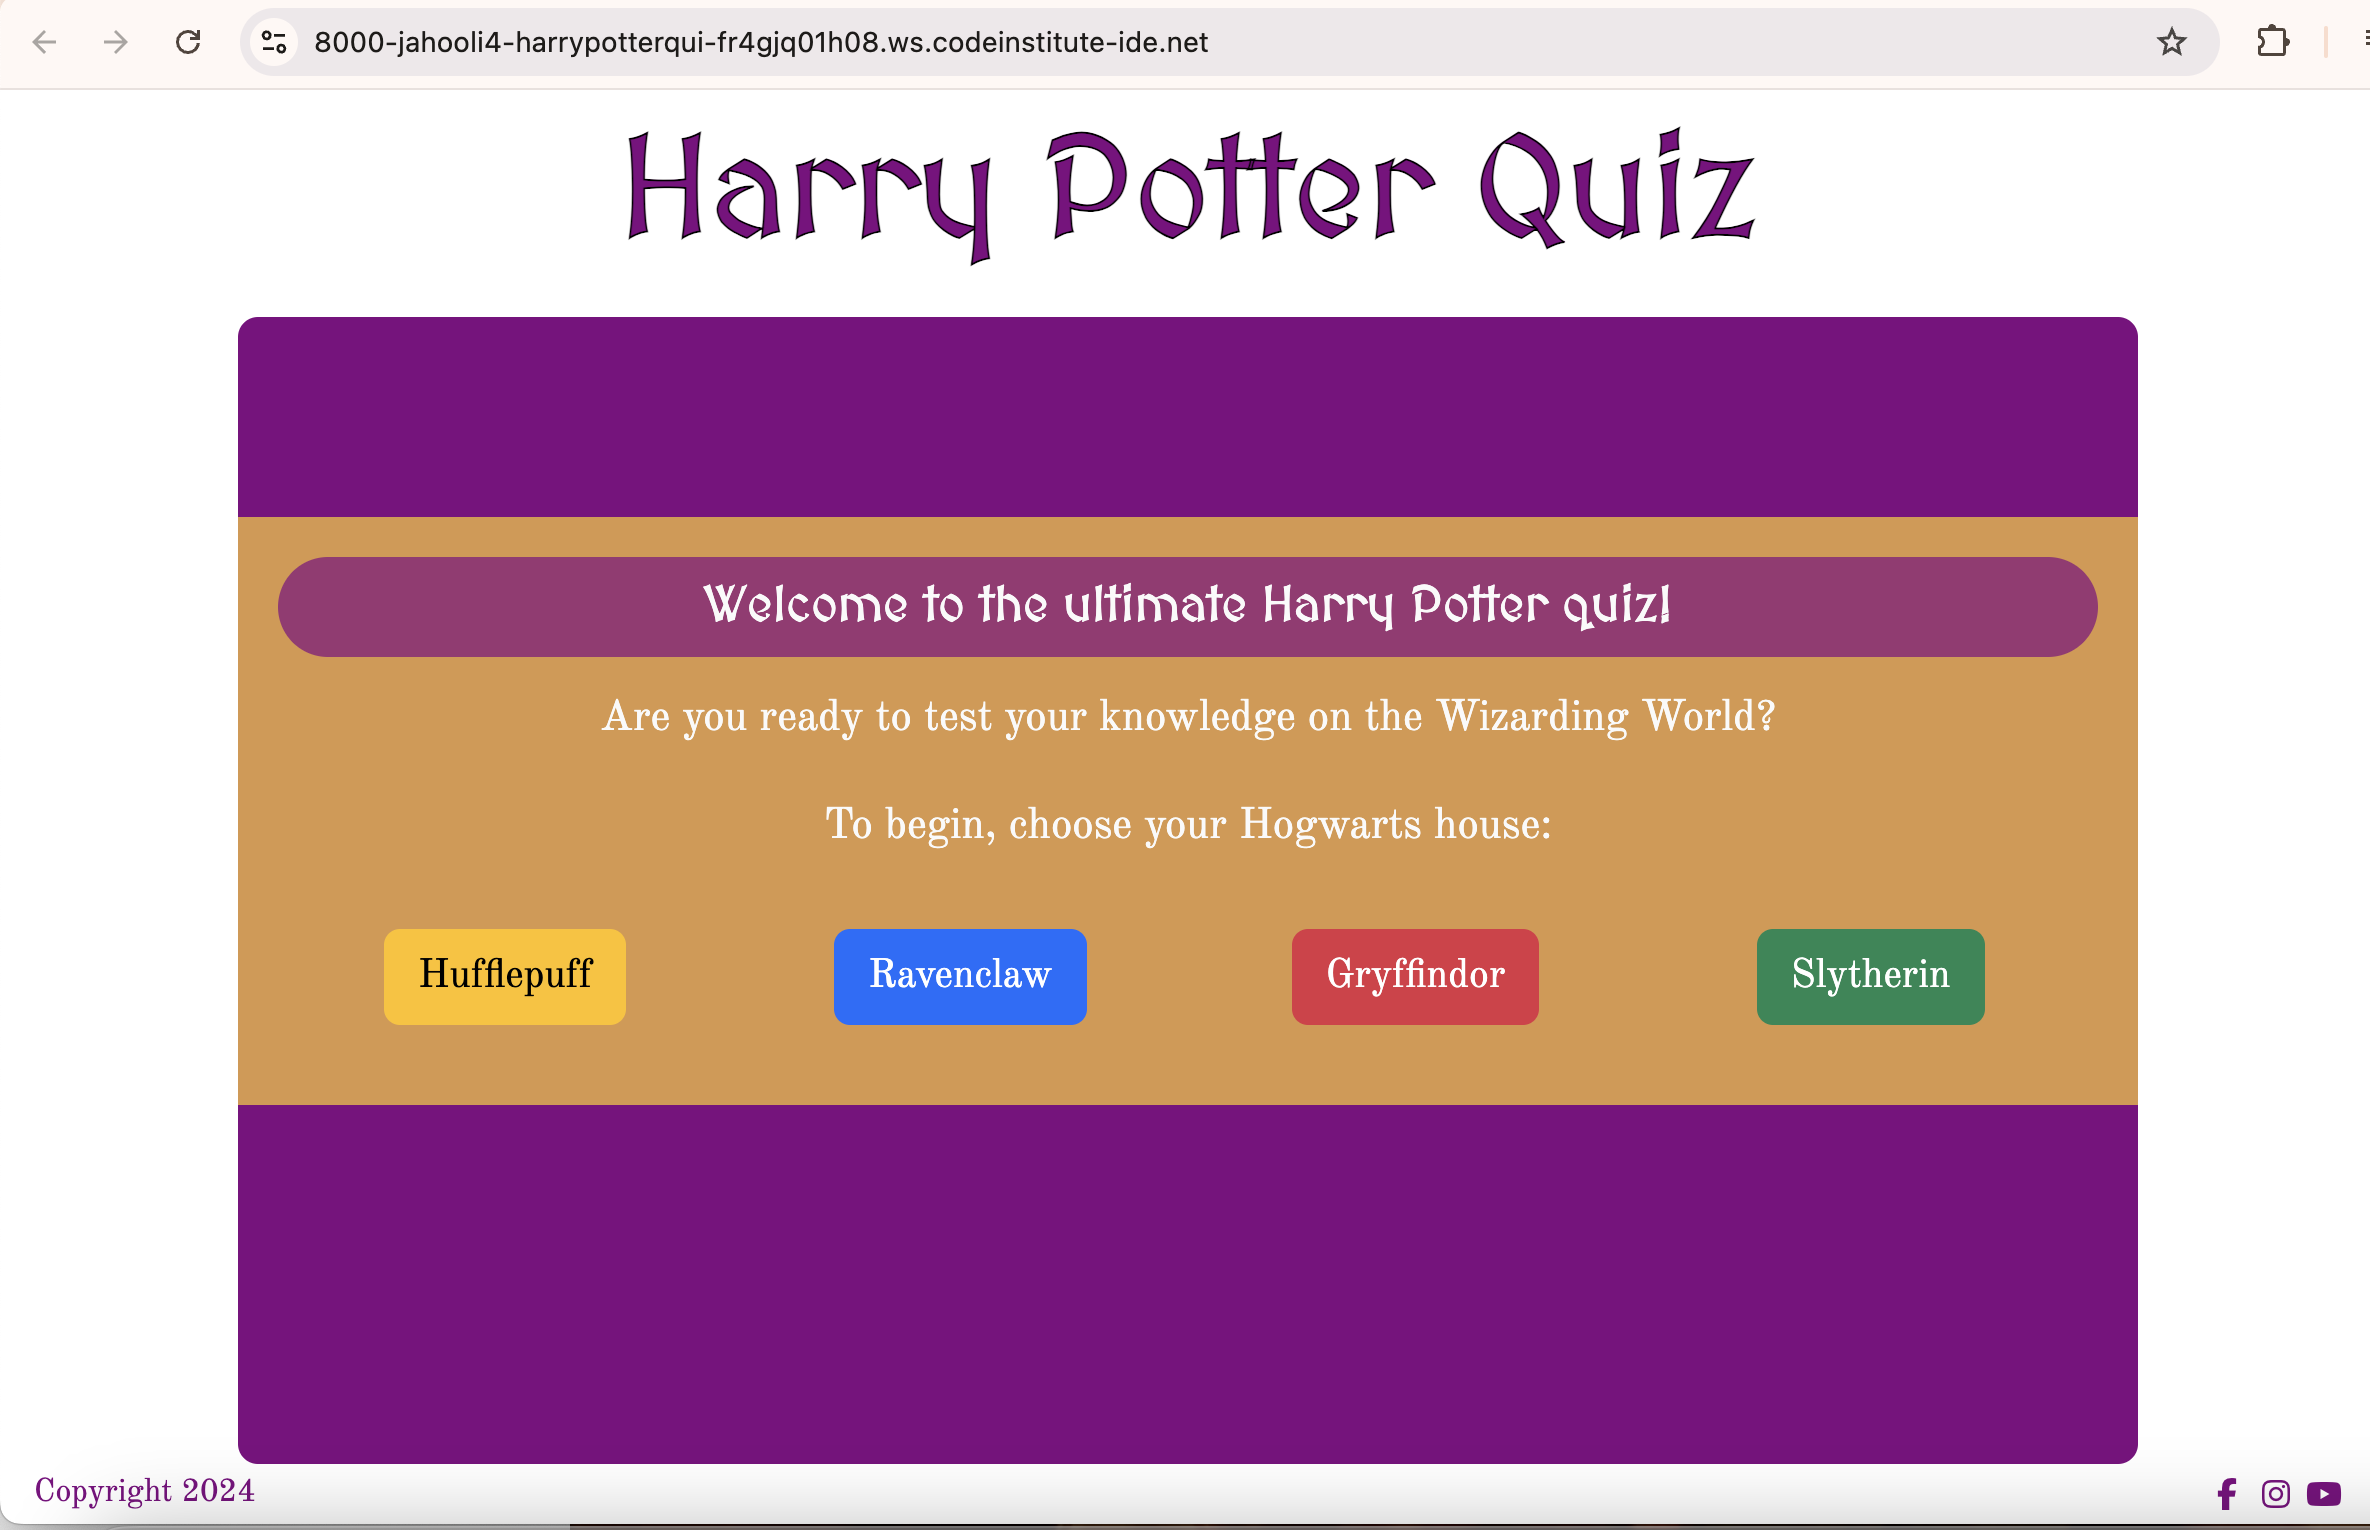 8000-jahooli4-harrypotterqui-fr4gjq01h08.ws.codeinstitute-ide.net
Harry Potter Quiz
Welcome to the ultimate Harry Potter quiz!
Are you ready to test your knowledge on the Wizarding World?
To begin, choose your Hogwarts house:
Hufflepuff
Ravenclaw
Gryffindor
Slytherin
Copyright 2024